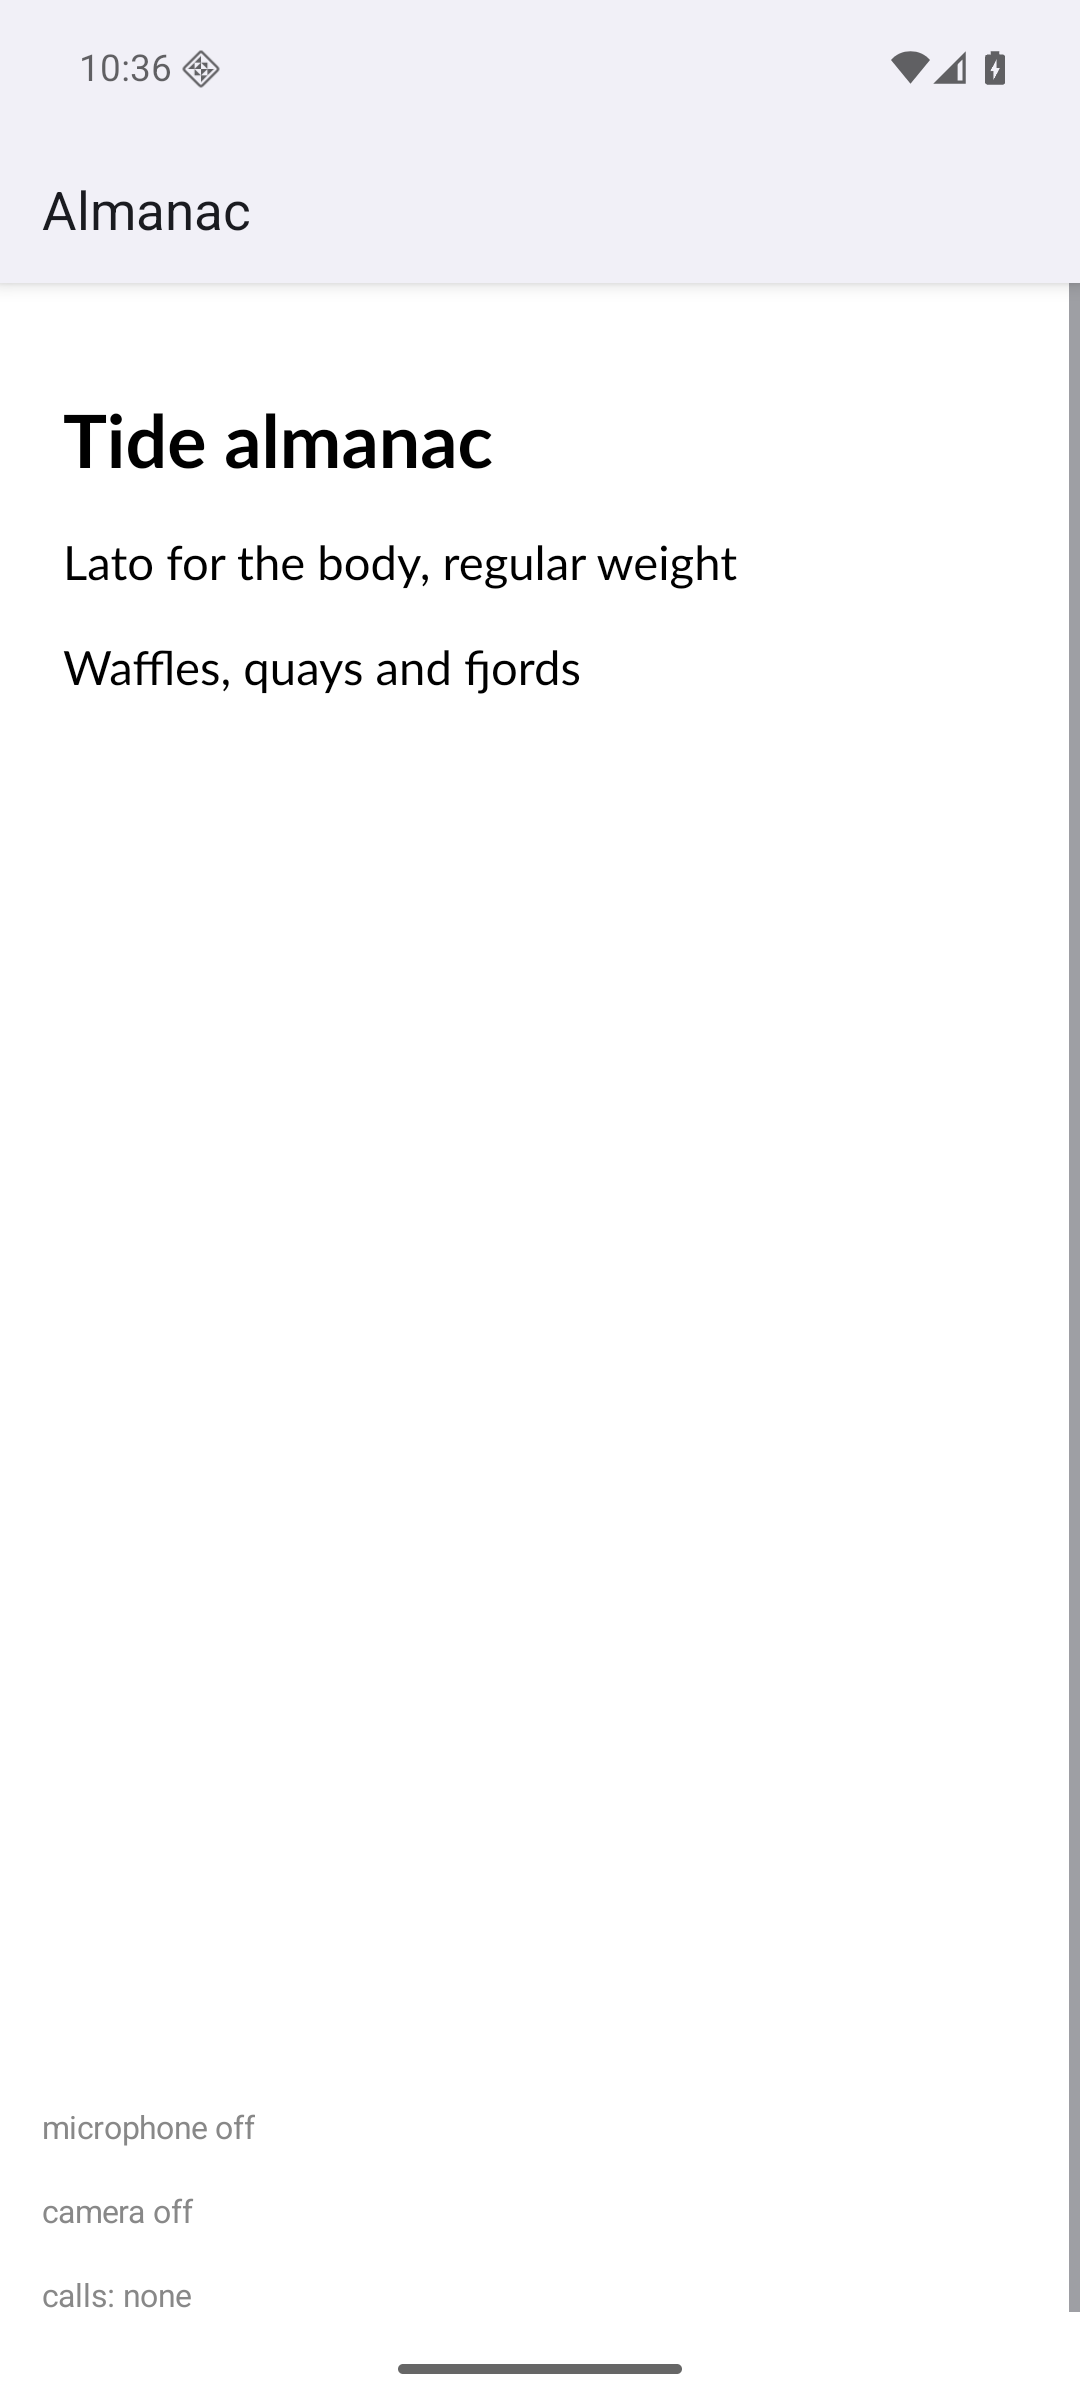 10:36
Almanac
Tide almanac
Lato for the body, regular weight
Waffles, quays and fjords
microphone off
camera off
calls: none